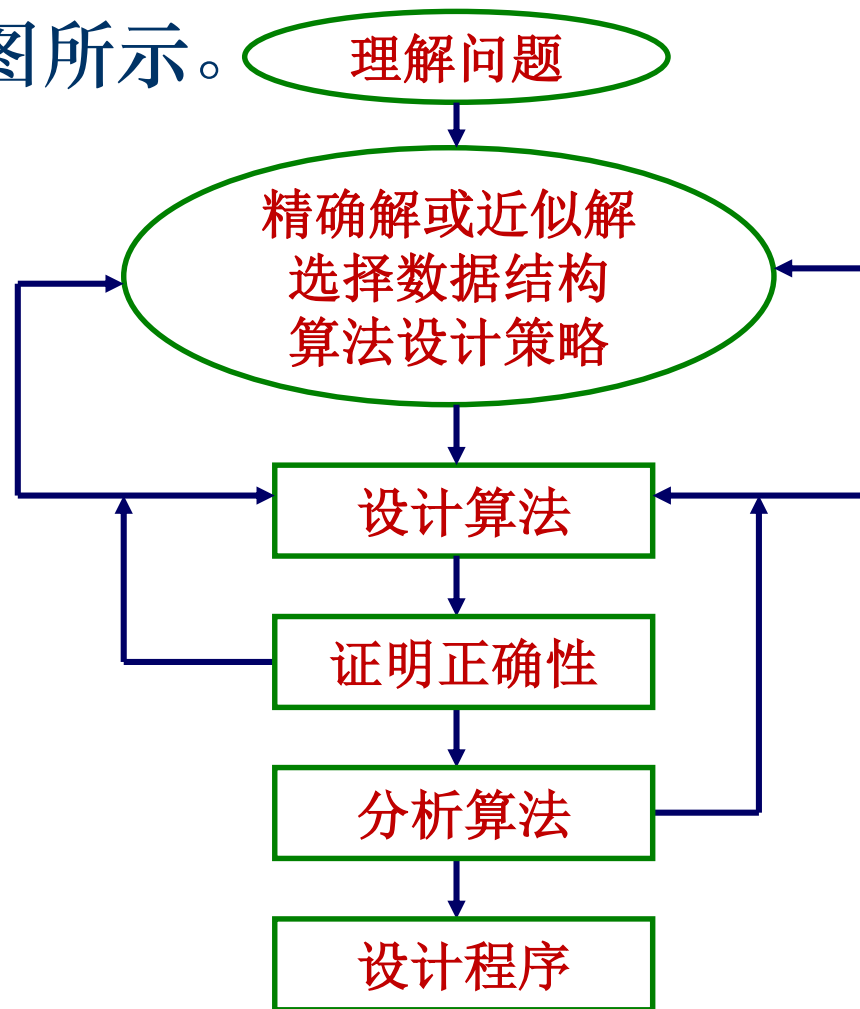 图所示。
理解问题
精确解或近似解
选择数据结构
算法设计策略
设计算法
证明正确性
分析算法
设计程序